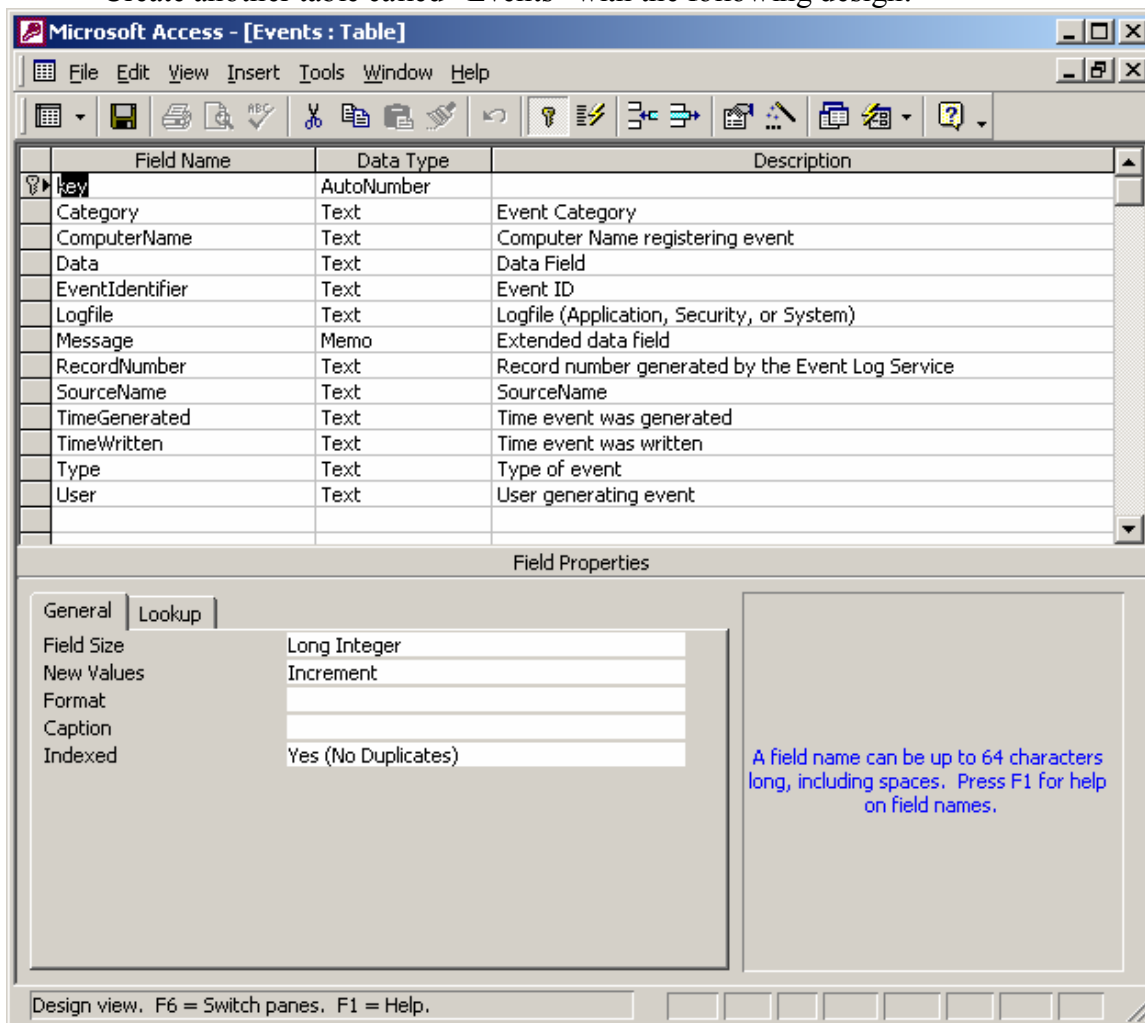 Create another table called "Events" with the following design:
Microsoft Access - [Events : Table]
File Edit View Insert Tools Window Help
Field Name Data Type Description
key AutoNumber
Category Text Event Category
ComputerName Text Computer Name registering event
Data Text Data Field
EventIdentifier Text Event ID
Logfile Text Logfile (Application, Security, or System)
Message Memo Extended data field
RecordNumber Text Record number generated by the Event Log Service
SourceName Text SourceName
TimeGenerated Text Time event was generated
TimeWritten Text Time event was written
Type Text Type of event
User Text User generating event
Field Properties
General Lookup
Field Size Long Integer
New Values Increment
Format
Caption
Indexed Yes (No Duplicates)
A field name can be up to 64 characters
long, including spaces. Press F1 for help
on field names.
Design view. F6 = Switch panes. F1 = Help.